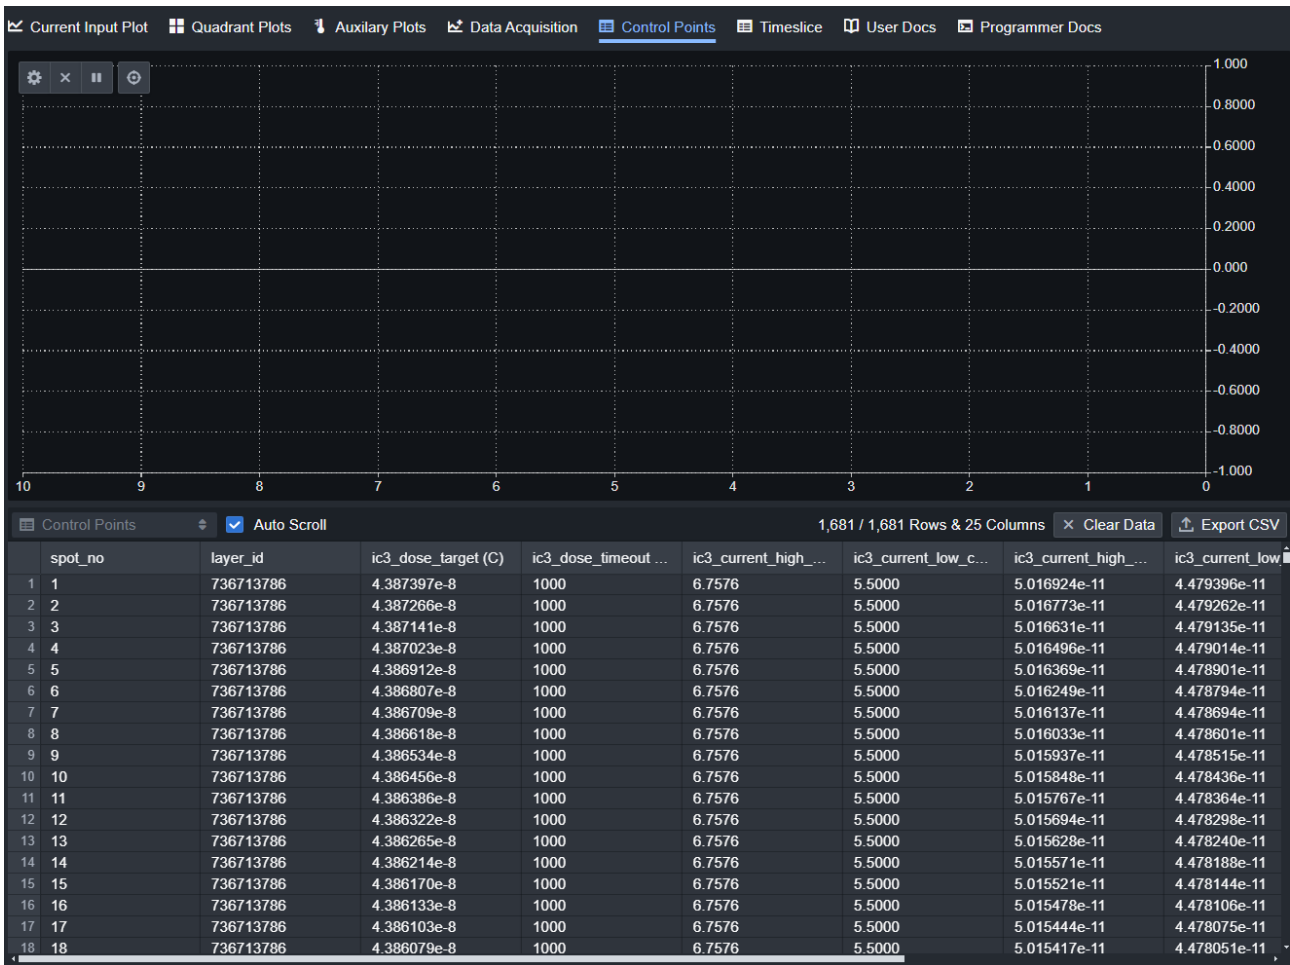 Current Input Plot Quadrant Plots Auxilary Plots Data Acquisition Control Points Timeslice User Docs Programmer Docs
1.000
0.8000
0.6000
0.4000
0.2000
0.000
-0.2000
-0.4000
-0.6000
-0.8000
-1.000
10 9 8 7 6 5 4 3 2 1 0
Control Points Auto Scroll 1,681 / 1,681 Rows & 25 Columns Clear Data Export CSV
spot_no layer_id ic3_dose_target (C) ic3_dose_timeout ... ic3_current_high_... ic3_current_low_c... ic3_current_high_... ic3_current_low
1 1 736713786 4.387397e-8 1000 6.7576 5.5000 5.016924e-11 4.479396e-11
2 2 736713786 4.387266e-8 1000 6.7576 5.5000 5.016773e-11 4.479262e-11
3 3 736713786 4.387141e-8 1000 6.7576 5.5000 5.016631e-11 4.479135e-11
4 4 736713786 4.387023e-8 1000 6.7576 5.5000 5.016496e-11 4.479014e-11
5 5 736713786 4.386912e-8 1000 6.7576 5.5000 5.016369e-11 4.478901e-11
6 6 736713786 4.386807e-8 1000 6.7576 5.5000 5.016249e-11 4.478794e-11
7 7 736713786 4.386709e-8 1000 6.7576 5.5000 5.016137e-11 4.478694e-11
8 8 736713786 4.386618e-8 1000 6.7576 5.5000 5.016033e-11 4.478601e-11
9 9 736713786 4.386534e-8 1000 6.7576 5.5000 5.015937e-11 4.478515e-11
10 10 736713786 4.386456e-8 1000 6.7576 5.5000 5.015848e-11 4.478436e-11
11 11 736713786 4.386386e-8 1000 6.7576 5.5000 5.015767e-11 4.478364e-11
12 12 736713786 4.386322e-8 1000 6.7576 5.5000 5.015694e-11 4.478298e-11
13 13 736713786 4.386265e-8 1000 6.7576 5.5000 5.015628e-11 4.478240e-11
14 14 736713786 4.386214e-8 1000 6.7576 5.5000 5.015571e-11 4.478188e-11
15 15 736713786 4.386170e-8 1000 6.7576 5.5000 5.015521e-11 4.478144e-11
16 16 736713786 4.386133e-8 1000 6.7576 5.5000 5.015478e-11 4.478106e-11
17 17 736713786 4.386103e-8 1000 6.7576 5.5000 5.015444e-11 4.478075e-11
18 18 736713786 4.386079e-8 1000 6.7576 5.5000 5.015417e-11 4.478051e-11